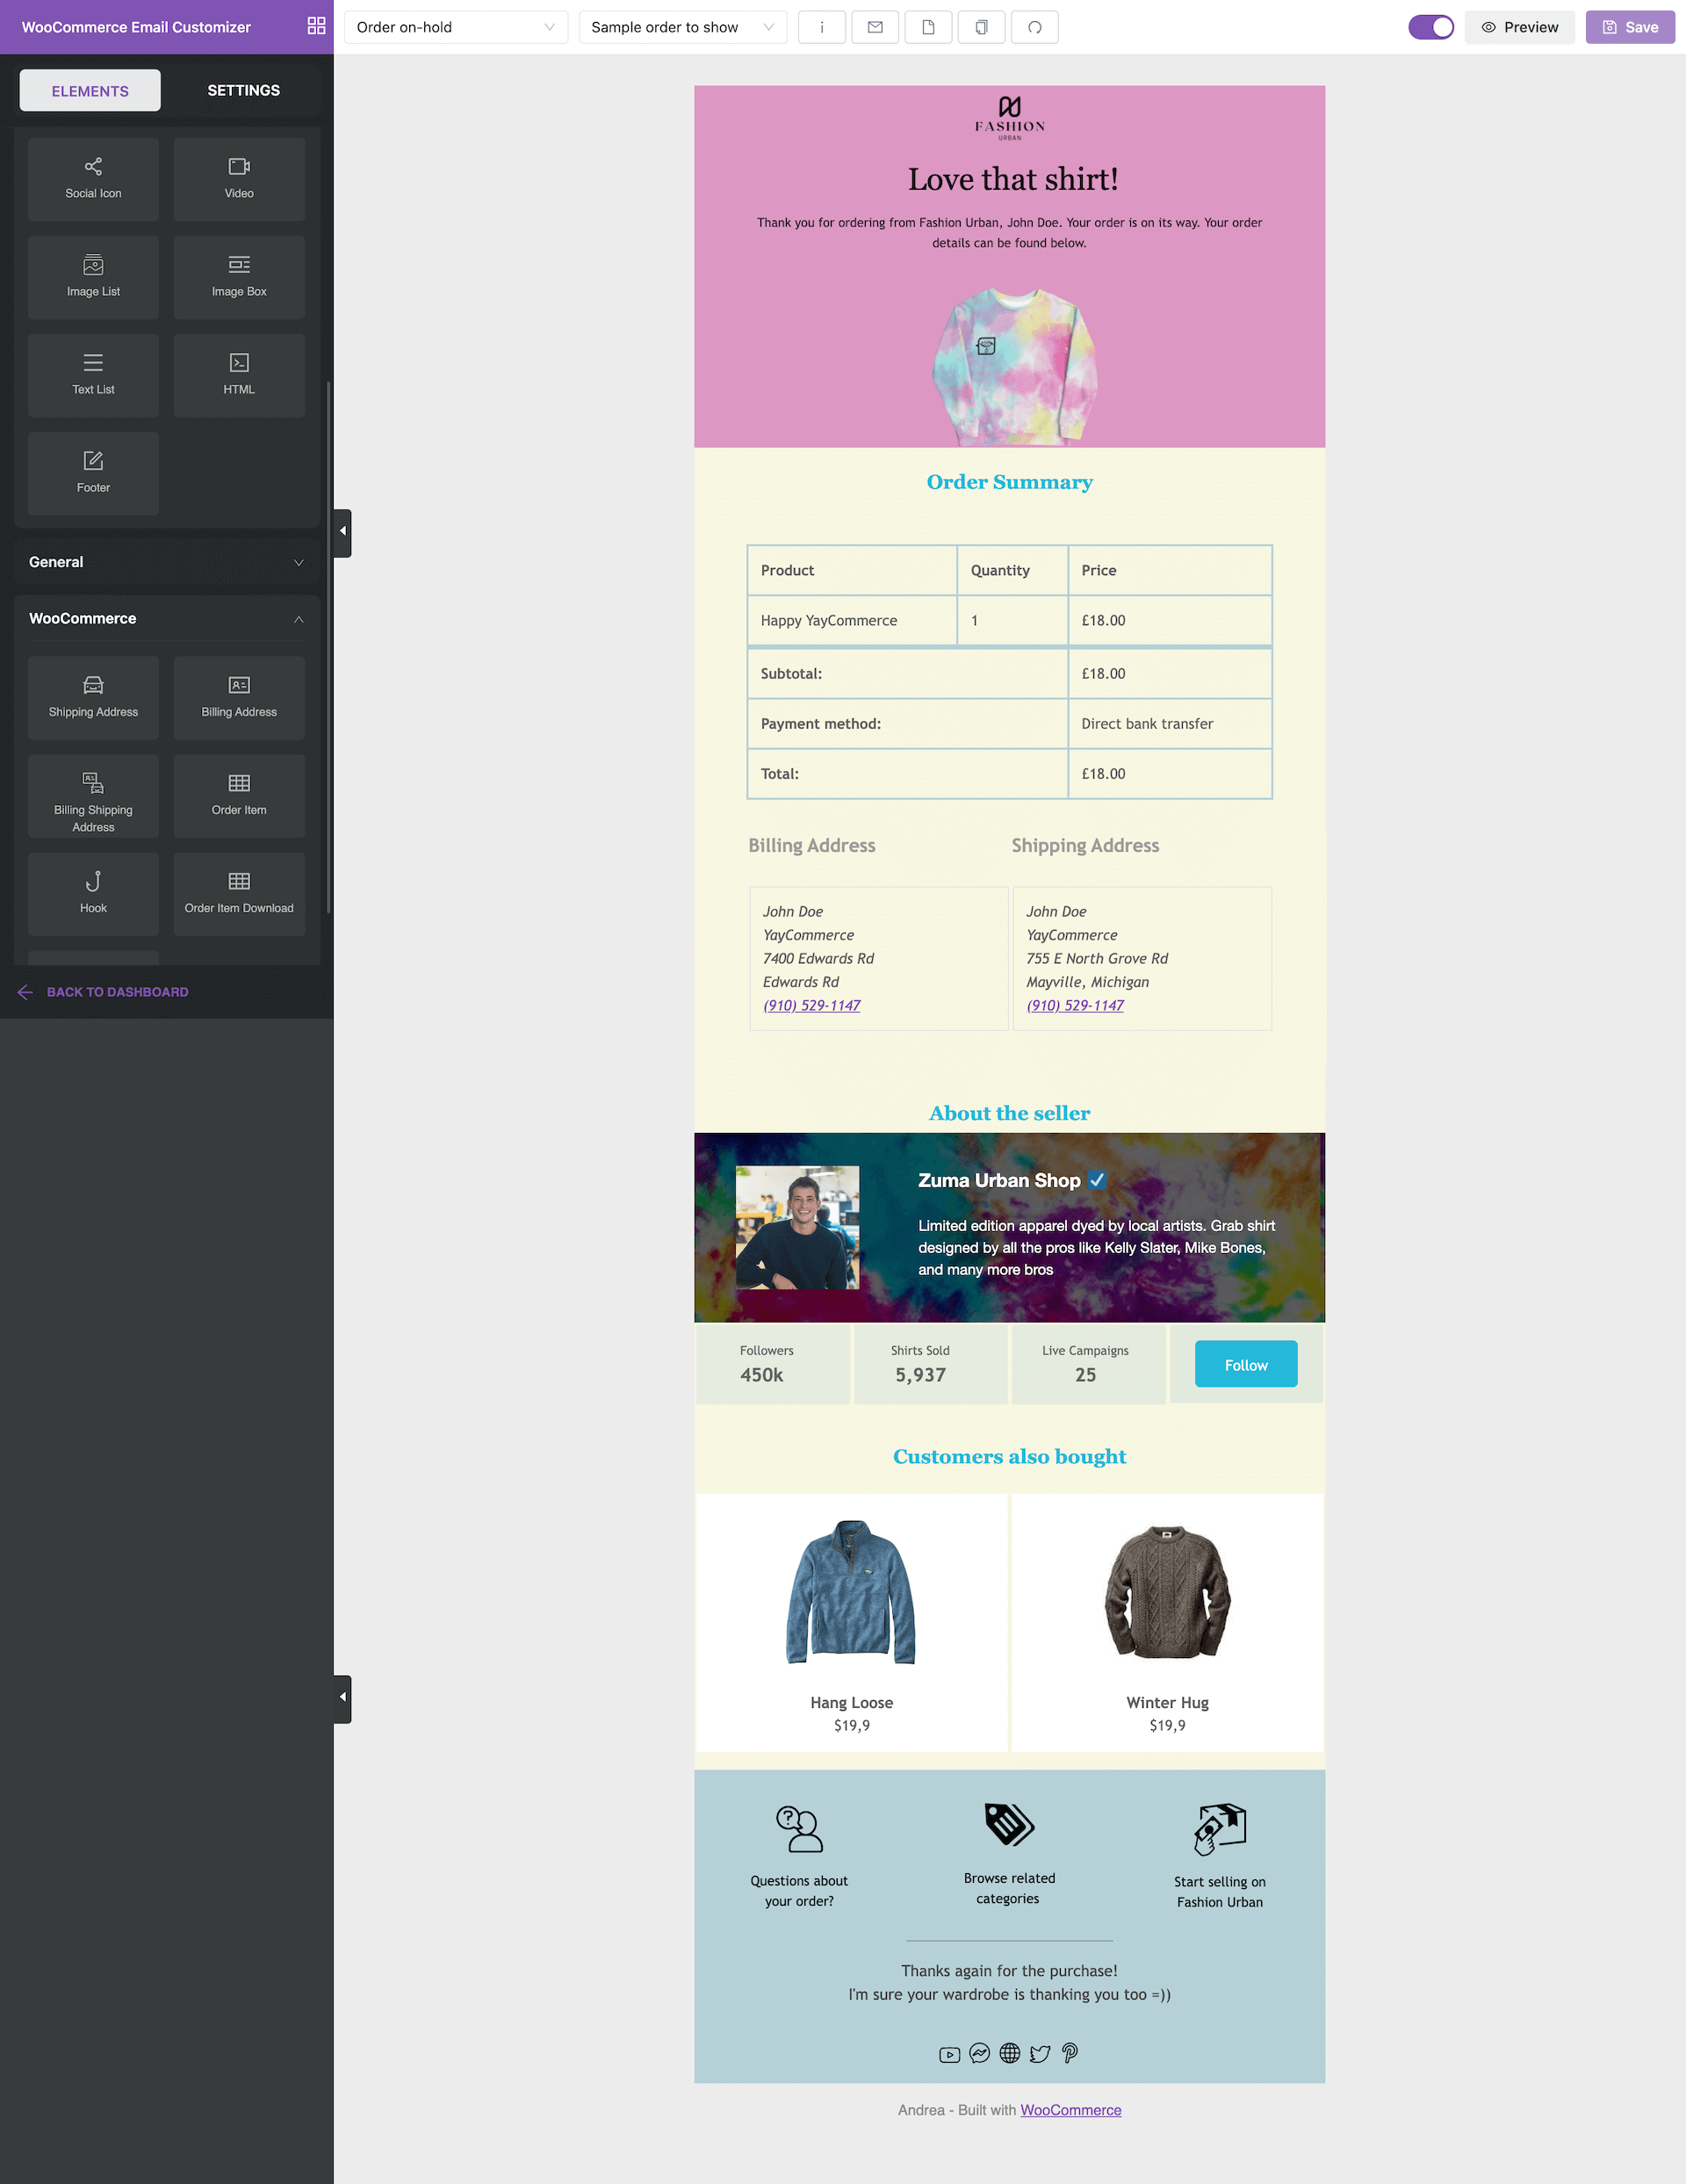 WooCommerce Email Customizer
Order on-hold
Sample order to show
Preview
Save
ELEMENTS
SETTINGS
Social Icon
Video
Image List
Image Box
Text List
HTML
Footer
General
WooCommerce
Shipping Address
Billing Address
Billing Shipping
Address
Order Item
Hook
Order Item Download
BACK TO DASHBOARD
FASHION
URBAN
Love that shirt!
Thank you for ordering from Fashion Urban, John Doe. Your order is on its way. Your order
details can be found below.
Order Summary
Product Quantity Price
Happy YayCommerce 1 £18.00
Subtotal: £18.00
Payment method: Direct bank transfer
Total: £18.00
Billing Address
John Doe
YayCommerce
7400 Edwards Rd
Edwards Rd
(910) 529-1147
Shipping Address
John Doe
YayCommerce
755 E North Grove Rd
Mayville, Michigan
(910) 529-1147
About the seller
Zuma Urban Shop
Limited edition apparel dyed by local artists. Grab shirt
designed by all the pros like Kelly Slater, Mike Bones,
and many more bros
Followers
450k
Shirts Sold
5,937
Live Campaigns
25
Follow
Customers also bought
Hang Loose
$19,9
Winter Hug
$19,9
Questions about
your order?
Browse related
categories
Start selling on
Fashion Urban
Thanks again for the purchase!
I'm sure your wardrobe is thanking you too =))
Andrea - Built with WooCommerce